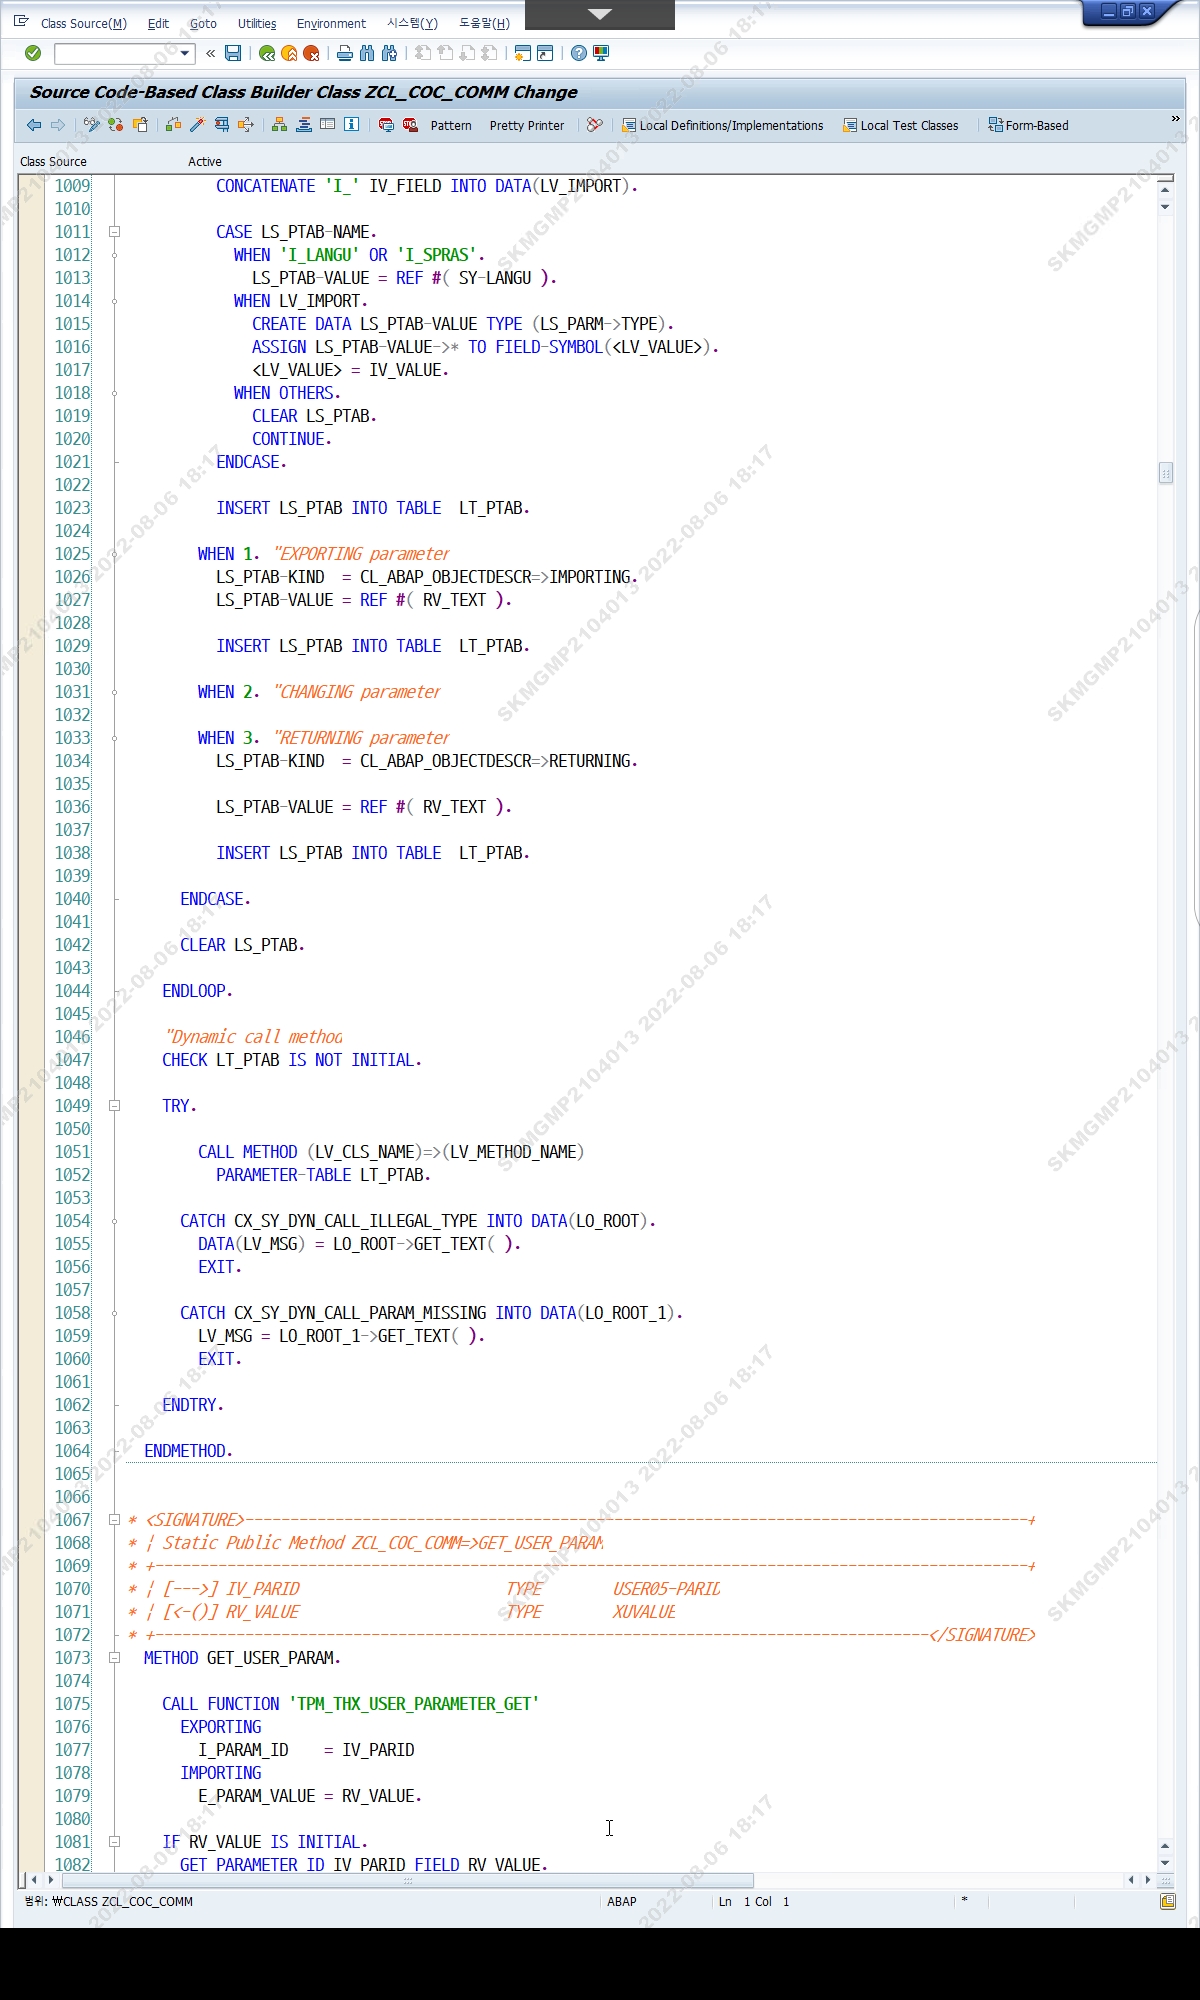 Class Source(M) Edit Goto Utilities Environment 시스템(Y) 도움말(H)
Source Code-Based Class Builder Class ZCL_COC_COMM Change
Pattern Pretty Printer Local Definitions/Implementations Local Test Classes Form-Based
Class Source Active
1009 CONCATENATE 'I_' IV_FIELD INTO DATA(LV_IMPORT).
1010
1011 CASE LS_PTAB-NAME.
1012 WHEN 'I_LANGU' OR 'I_SPRAS'.
1013 LS_PTAB-VALUE = REF #( SY-LANGU ).
1014 WHEN LV_IMPORT.
1015 CREATE DATA LS_PTAB-VALUE TYPE (LS_PARM->TYPE).
1016 ASSIGN LS_PTAB-VALUE->* TO FIELD-SYMBOL(<LV_VALUE>).
1017 <LV_VALUE> = IV_VALUE.
1018 WHEN OTHERS.
1019 CLEAR LS_PTAB.
1020 CONTINUE.
1021 ENDCASE.
1022
1023 INSERT LS_PTAB INTO TABLE  LT_PTAB.
1024
1025 WHEN 1. "EXPORTING parameter
1026 LS_PTAB-KIND  = CL_ABAP_OBJECTDESCR=>IMPORTING.
1027 LS_PTAB-VALUE = REF #( RV_TEXT ).
1028
1029 INSERT LS_PTAB INTO TABLE  LT_PTAB.
1030
1031 WHEN 2. "CHANGING parameter
1032
1033 WHEN 3. "RETURNING parameter
1034 LS_PTAB-KIND  = CL_ABAP_OBJECTDESCR=>RETURNING.
1035
1036 LS_PTAB-VALUE = REF #( RV_TEXT ).
1037
1038 INSERT LS_PTAB INTO TABLE  LT_PTAB.
1039
1040 ENDCASE.
1041
1042 CLEAR LS_PTAB.
1043
1044 ENDLOOP.
1045
1046 "Dynamic call method
1047 CHECK LT_PTAB IS NOT INITIAL.
1048
1049 TRY.
1050
1051 CALL METHOD (LV_CLS_NAME)=>(LV_METHOD_NAME)
1052 PARAMETER-TABLE LT_PTAB.
1053
1054 CATCH CX_SY_DYN_CALL_ILLEGAL_TYPE INTO DATA(LO_ROOT).
1055 DATA(LV_MSG) = LO_ROOT->GET_TEXT( ).
1056 EXIT.
1057
1058 CATCH CX_SY_DYN_CALL_PARAM_MISSING INTO DATA(LO_ROOT_1).
1059 LV_MSG = LO_ROOT_1->GET_TEXT( ).
1060 EXIT.
1061
1062 ENDTRY.
1063
1064 ENDMETHOD.
1065
1066
1067 * <SIGNATURE>---------------------------------------------------------------------------------------+
1068 * | Static Public Method ZCL_COC_COMM=>GET_USER_PARAM
1069 * +-------------------------------------------------------------------------------------------------+
1070 * | [--->] IV_PARID                       TYPE        USER05-PARID
1071 * | [<-()] RV_VALUE                       TYPE        XUVALUE
1072 * +--------------------------------------------------------------------------------------</SIGNATURE>
1073 METHOD GET_USER_PARAM.
1074
1075 CALL FUNCTION 'TPM_THX_USER_PARAMETER_GET'
1076 EXPORTING
1077 I_PARAM_ID    = IV_PARID
1078 IMPORTING
1079 E_PARAM_VALUE = RV_VALUE.
1080
1081 IF RV_VALUE IS INITIAL.
1082 GET PARAMETER ID IV_PARID FIELD RV_VALUE.
범위: ₩CLASS ZCL_COC_COMM ABAP Ln 1 Col 1 *
SKMGMP2104013 2022-08-06 18:17